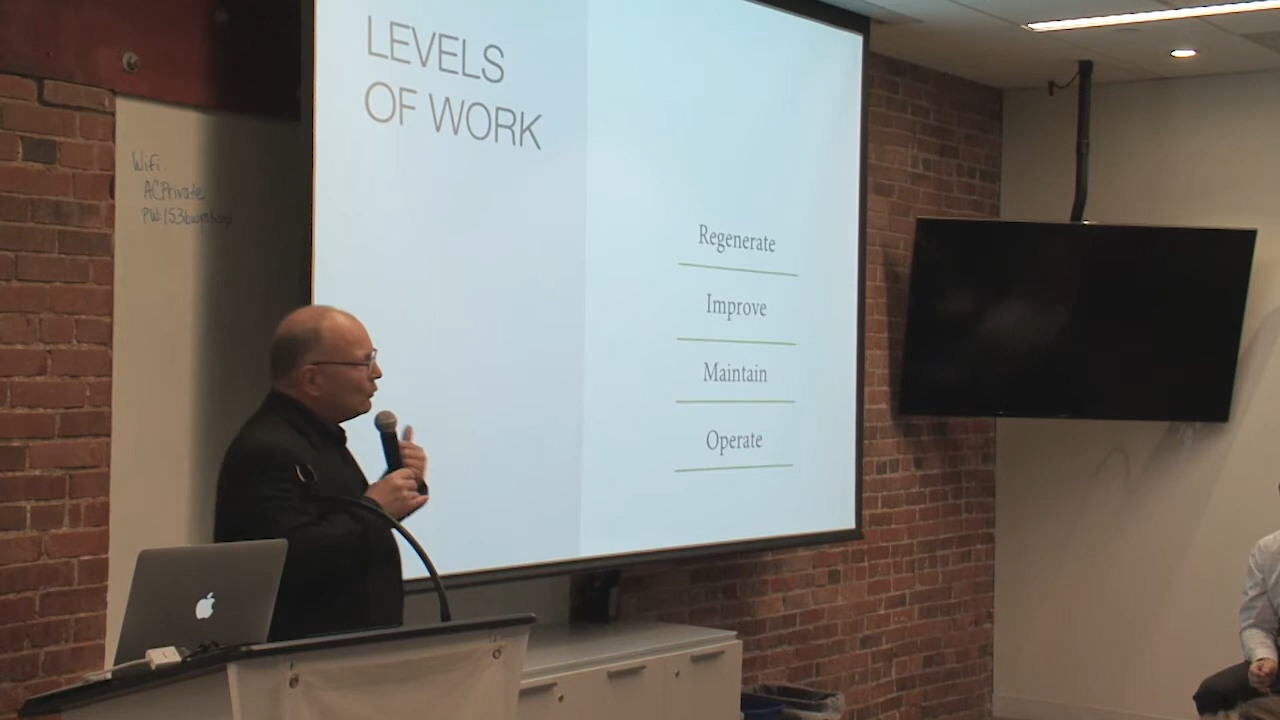 LEVELS
OF WORK
Wifi
ACPrivate
Regenerate
Improve
Maintain
Operate